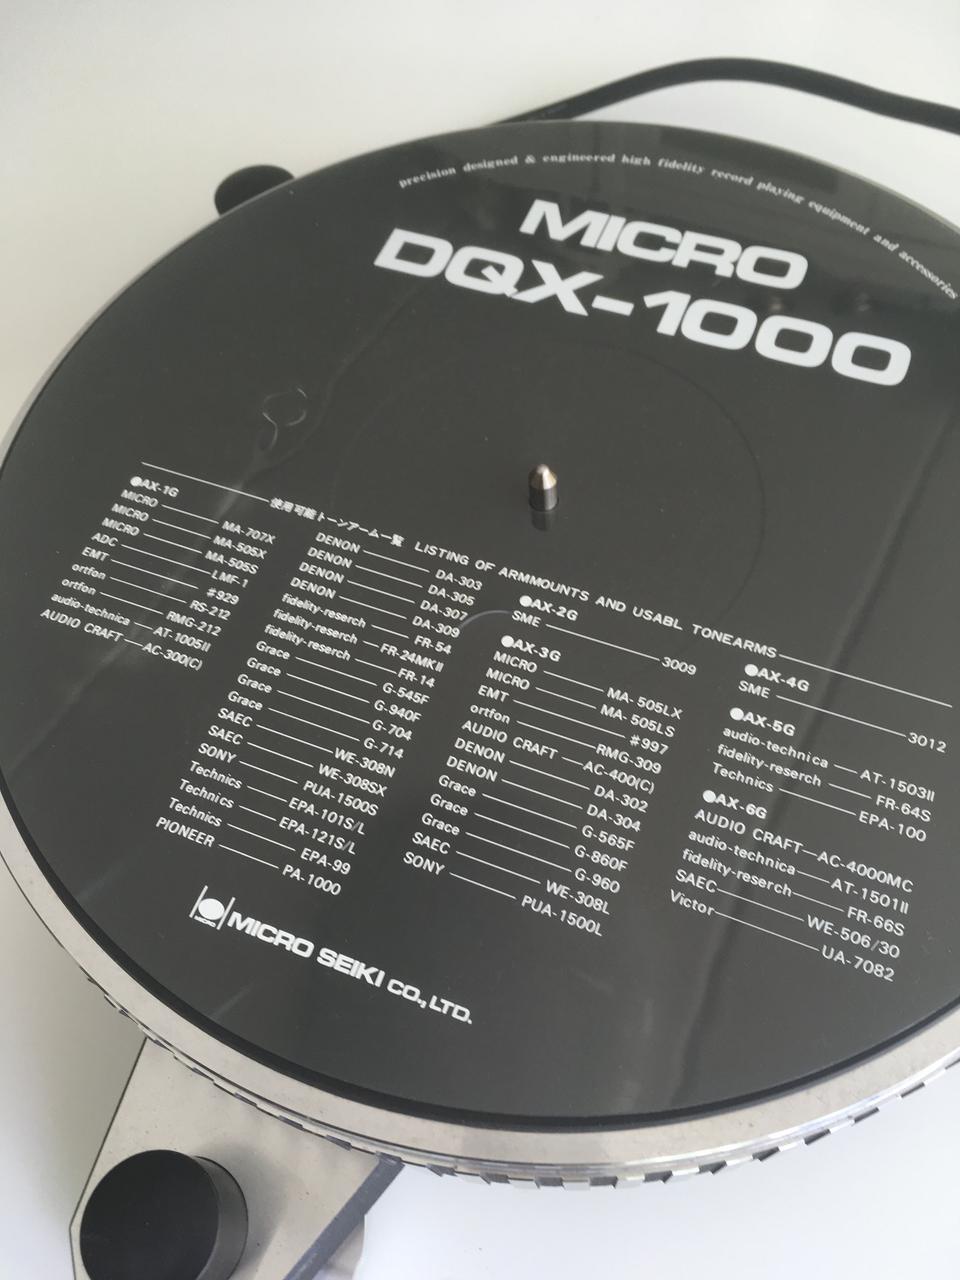 precision designed & engineered high fidelity record playing equipment and accessories
MICRO
DQX-1000
使用可能トーンアーム一覧 LISTING OF ARMMOUNTS AND USABL TONEARMS
●AX-1G
MICRO MA-707X
MICRO MA-505X
MICRO MA-505S
ADC LMF-1
EMT #929
ortfon RS-212
ortfon RMG-212
audio-technica AT-1005II
AUDIO CRAFT AC-300(C)
DENON DA-303
DENON DA-305
DENON DA-307
DENON DA-309
fidelity-reserch FR-54
fidelity-reserch FR-24MKII
fidelity-reserch FR-14
Grace G-545F
Grace G-940F
Grace G-704
Grace G-714
SAEC WE-308N
SAEC WE-308SX
SONY PUA-1500S
Technics EPA-101S/L
Technics EPA-121S/L
Technics EPA-99
PIONEER PA-1000
●AX-2G
SME 3009
●AX-3G
MICRO MA-505LX
MICRO MA-505LS
EMT #997
ortfon RMG-309
AUDIO CRAFT AC-400(C)
DENON DA-302
DENON DA-304
Grace G-565F
Grace G-860F
Grace G-960
SAEC WE-308L
SONY PUA-1500L
●AX-4G
SME 3012
●AX-5G
audio-technica AT-1503II
fidelity-reserch FR-64S
Technics EPA-100
●AX-6G
AUDIO CRAFT AC-4000MC
audio-technica AT-1501II
fidelity-reserch FR-66S
SAEC WE-506/30
Victor UA-7082
MICRO SEIKI CO., LTD.